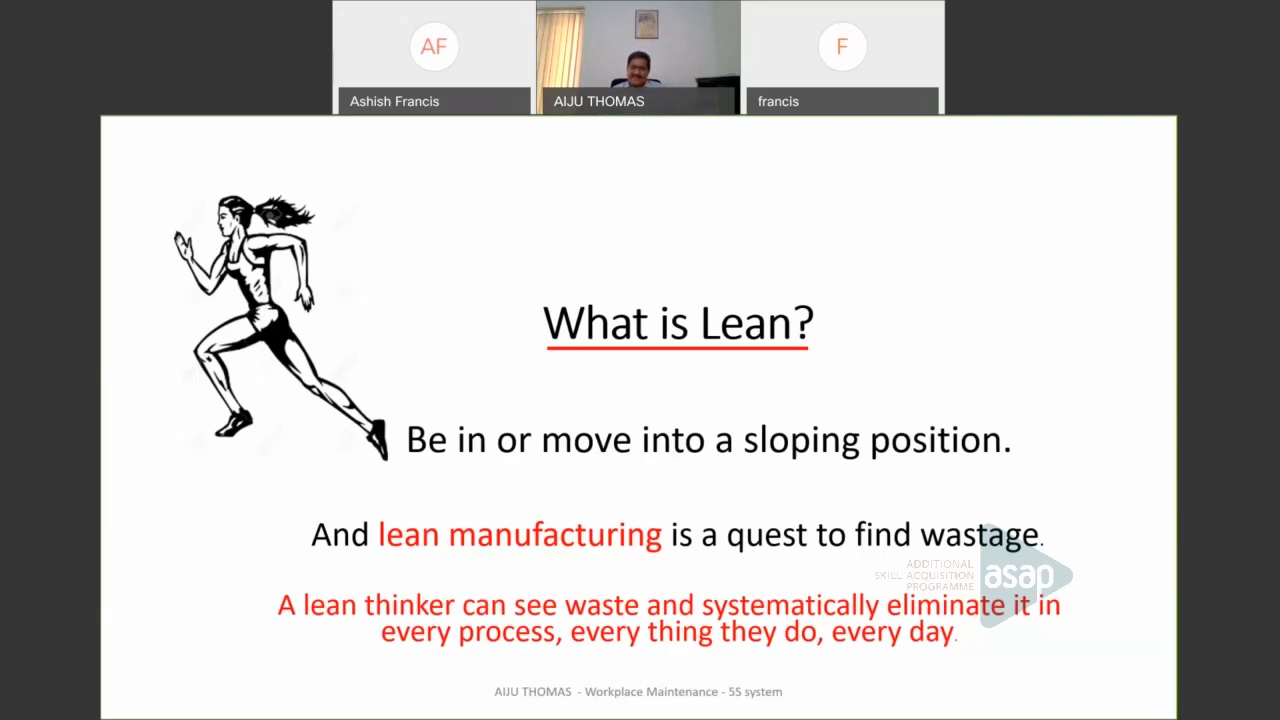 AF
F
Ashish Francis
AIJU THOMAS
francis
What is Lean?
Be in or move into a sloping position.
And lean manufacturing is a quest to find wastage.
ADDITIONAL
SKILL ACQUISITION
PROGRAMME
asap
A lean thinker can see waste and systematically eliminate it in
every process, every thing they do, every day.
AIJU THOMAS - Workplace Maintenance - 5S system